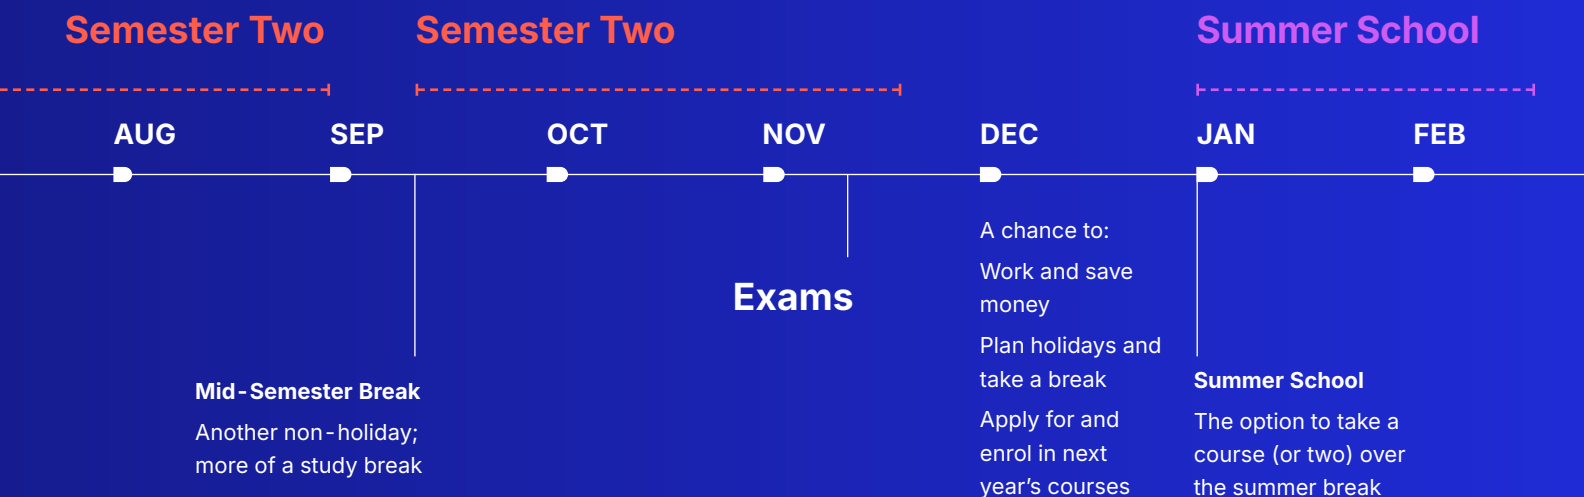 Semester Two
Semester Two
Summer School
AUG
SEP
OCT
NOV
DEC
JAN
FEB
Exams
Mid-Semester Break
Another non-holiday;
more of a study break
A chance to:
Work and save
money
Plan holidays and
take a break
Apply for and
enrol in next
year’s courses
Summer School
The option to take a
course (or two) over
the summer break